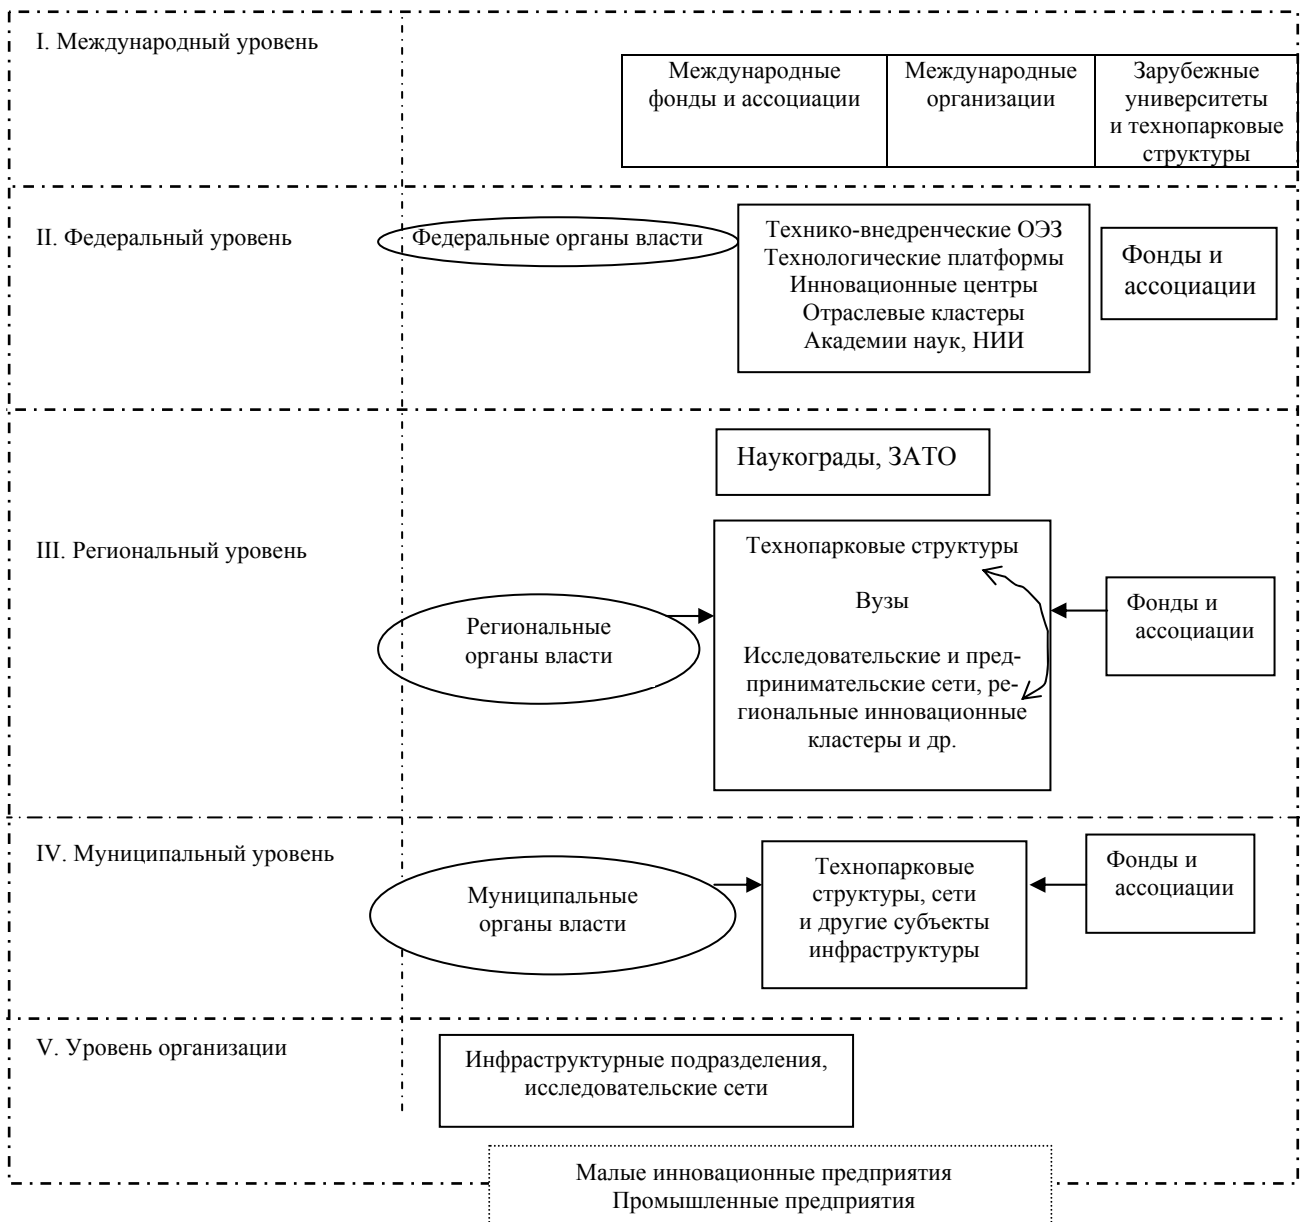 I. Международный уровень
Международные
фонды и ассоциации
Международные
организации
Зарубежные
университеты
и технопарковые
структуры
II. Федеральный уровень
Федеральные органы власти
Технико-внедренческие ОЭЗ
Технологические платформы
Инновационные центры
Отраслевые кластеры
Академии наук, НИИ
Фонды и
ассоциации
III. Региональный уровень
Наукограды, ЗАТО
Региональные
органы власти
Технопарковые структуры
Вузы
Исследовательские и пред-
принимательские сети, ре-
гиональные инновационные
кластеры и др.
Фонды и
ассоциации
IV. Муниципальный уровень
Муниципальные
органы власти
Технопарковые
структуры, сети
и другие субъекты
инфраструктуры
Фонды и
ассоциации
V. Уровень организации
Инфраструктурные подразделения,
исследовательские сети
Малые инновационные предприятия
Промышленные предприятия